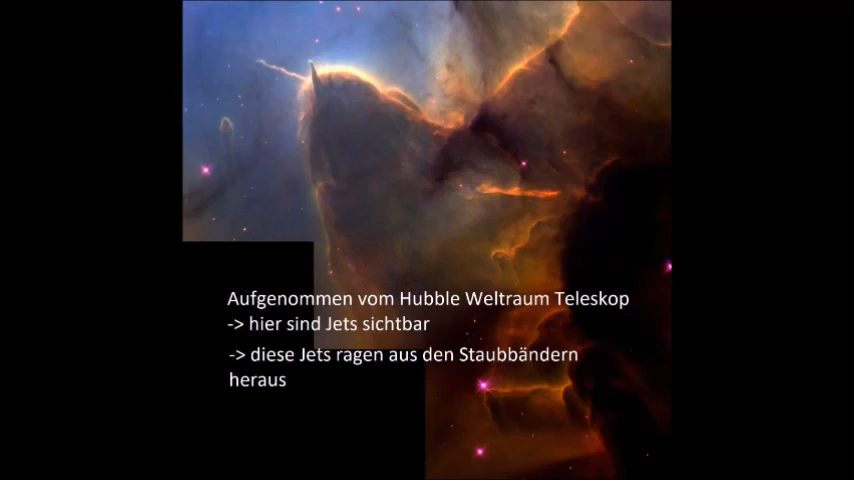 Aufgenommen vom Hubble Weltraum Teleskop
-> hier sind Jets sichtbar
-> diese Jets ragen aus den Staubbändern
heraus